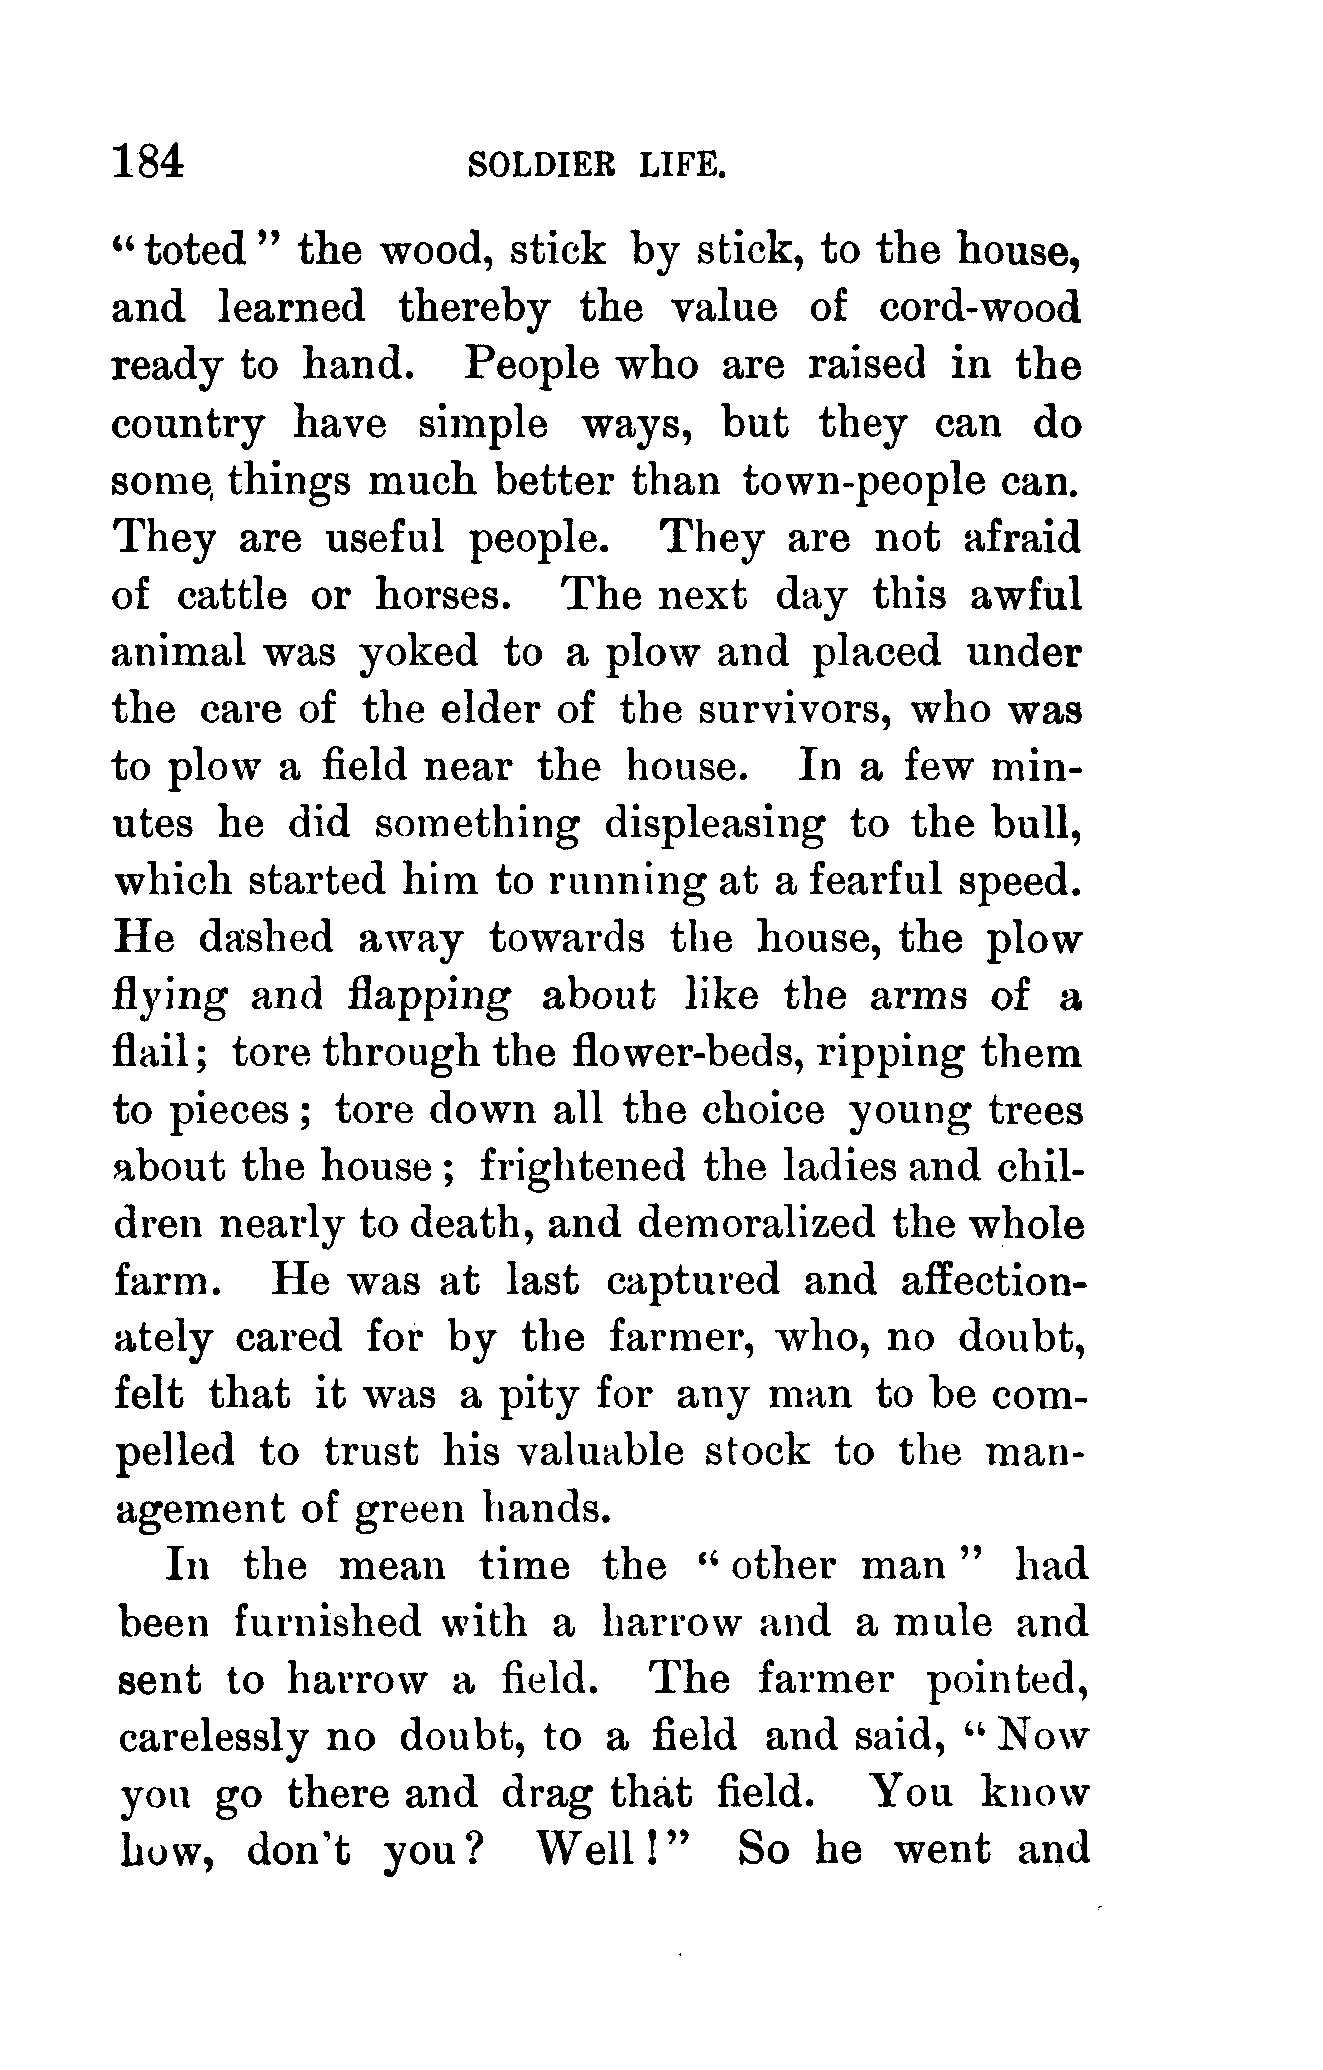 184 SOLDIER LIFE.
“toted” the wood, stick by stick, to the house,
and learned thereby the value of cord-wood
ready to hand. People who are raised in the
country have simple ways, but they can do
some things much better than town-people can.
They are useful people. They are not afraid
of cattle or horses. The next day this awful
animal was yoked to a plow and placed under
the care of the elder of the survivors, who was
to plow a field near the house. In a few min-
utes he did something displeasing to the bull,
which started him to running at a fearful speed.
He dashed away towards the house, the plow
flying and flapping about like the arms of a
flail; tore through the flower-beds, ripping them
to pieces; tore down all the choice young trees
about the house; frightened the ladies and chil-
dren nearly to death, and demoralized the whole
farm. He was at last captured and affection-
ately cared for by the farmer, who, no doubt,
felt that it was a pity for any man to be com-
pelled to trust his valuable stock to the man-
agement of green hands.
In the mean time the “other man” had
been furnished with a harrow and a mule and
sent to harrow a field. The farmer pointed,
carelessly no doubt, to a field and said, “Now
you go there and drag that field. You know
how, don't you? Well!” So he went and